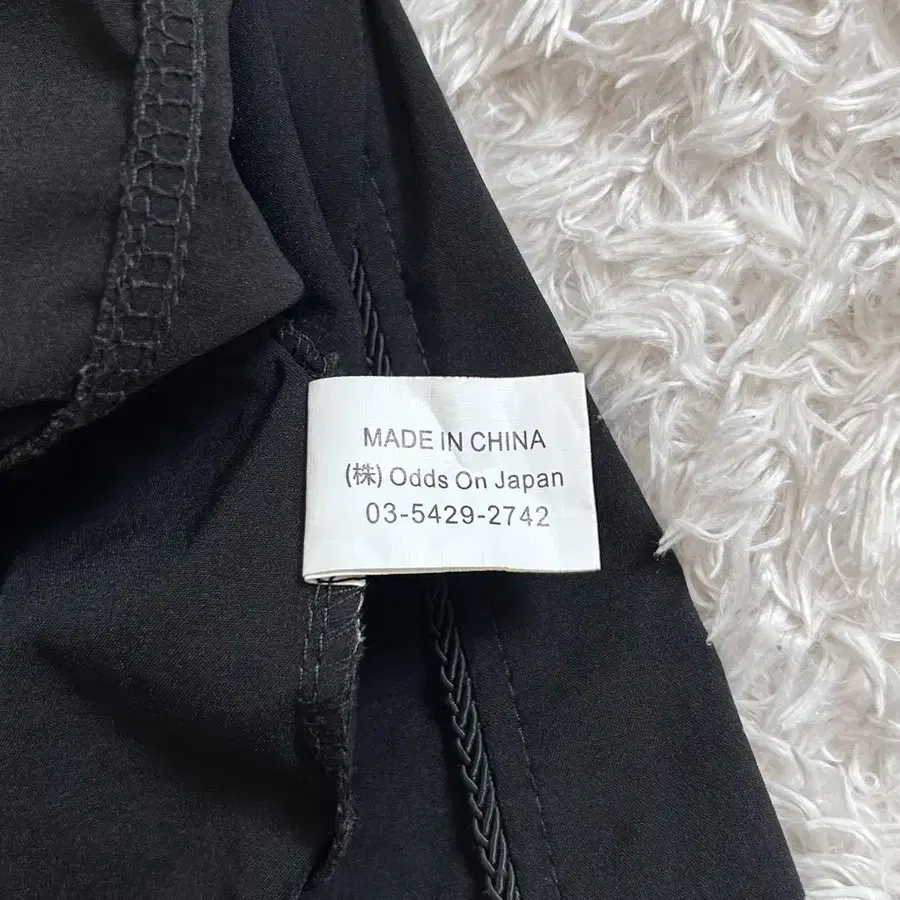 MADE IN CHINA
(株) Odds On Japan
03-5429-2742